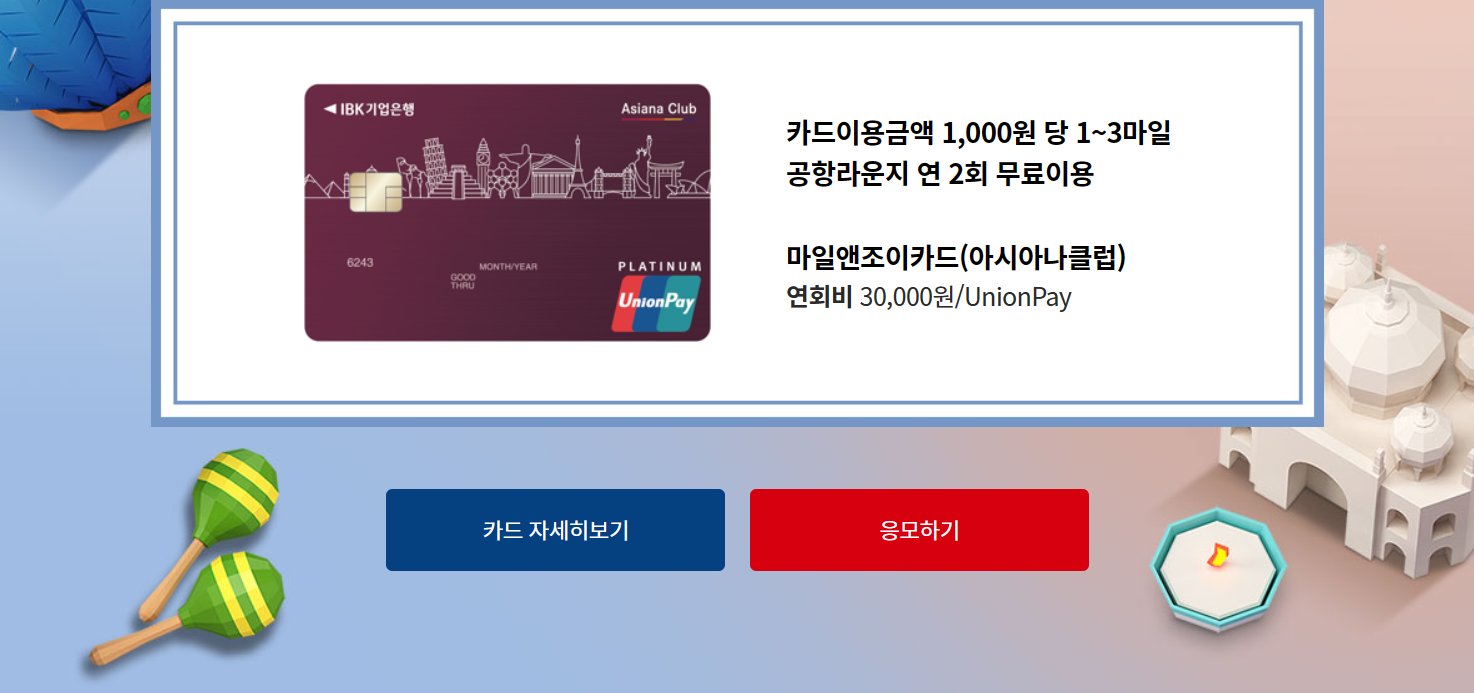 IBK기업은행
Asiana Club
6243
MONTH/YEAR
GOOD
THRU
PLATINUM
UnionPay
카드이용금액 1,000원 당 1~3마일
공항라운지 연 2회 무료이용
마일앤조이카드(아시아나클럽)
연회비 30,000원/UnionPay
카드 자세히보기
응모하기